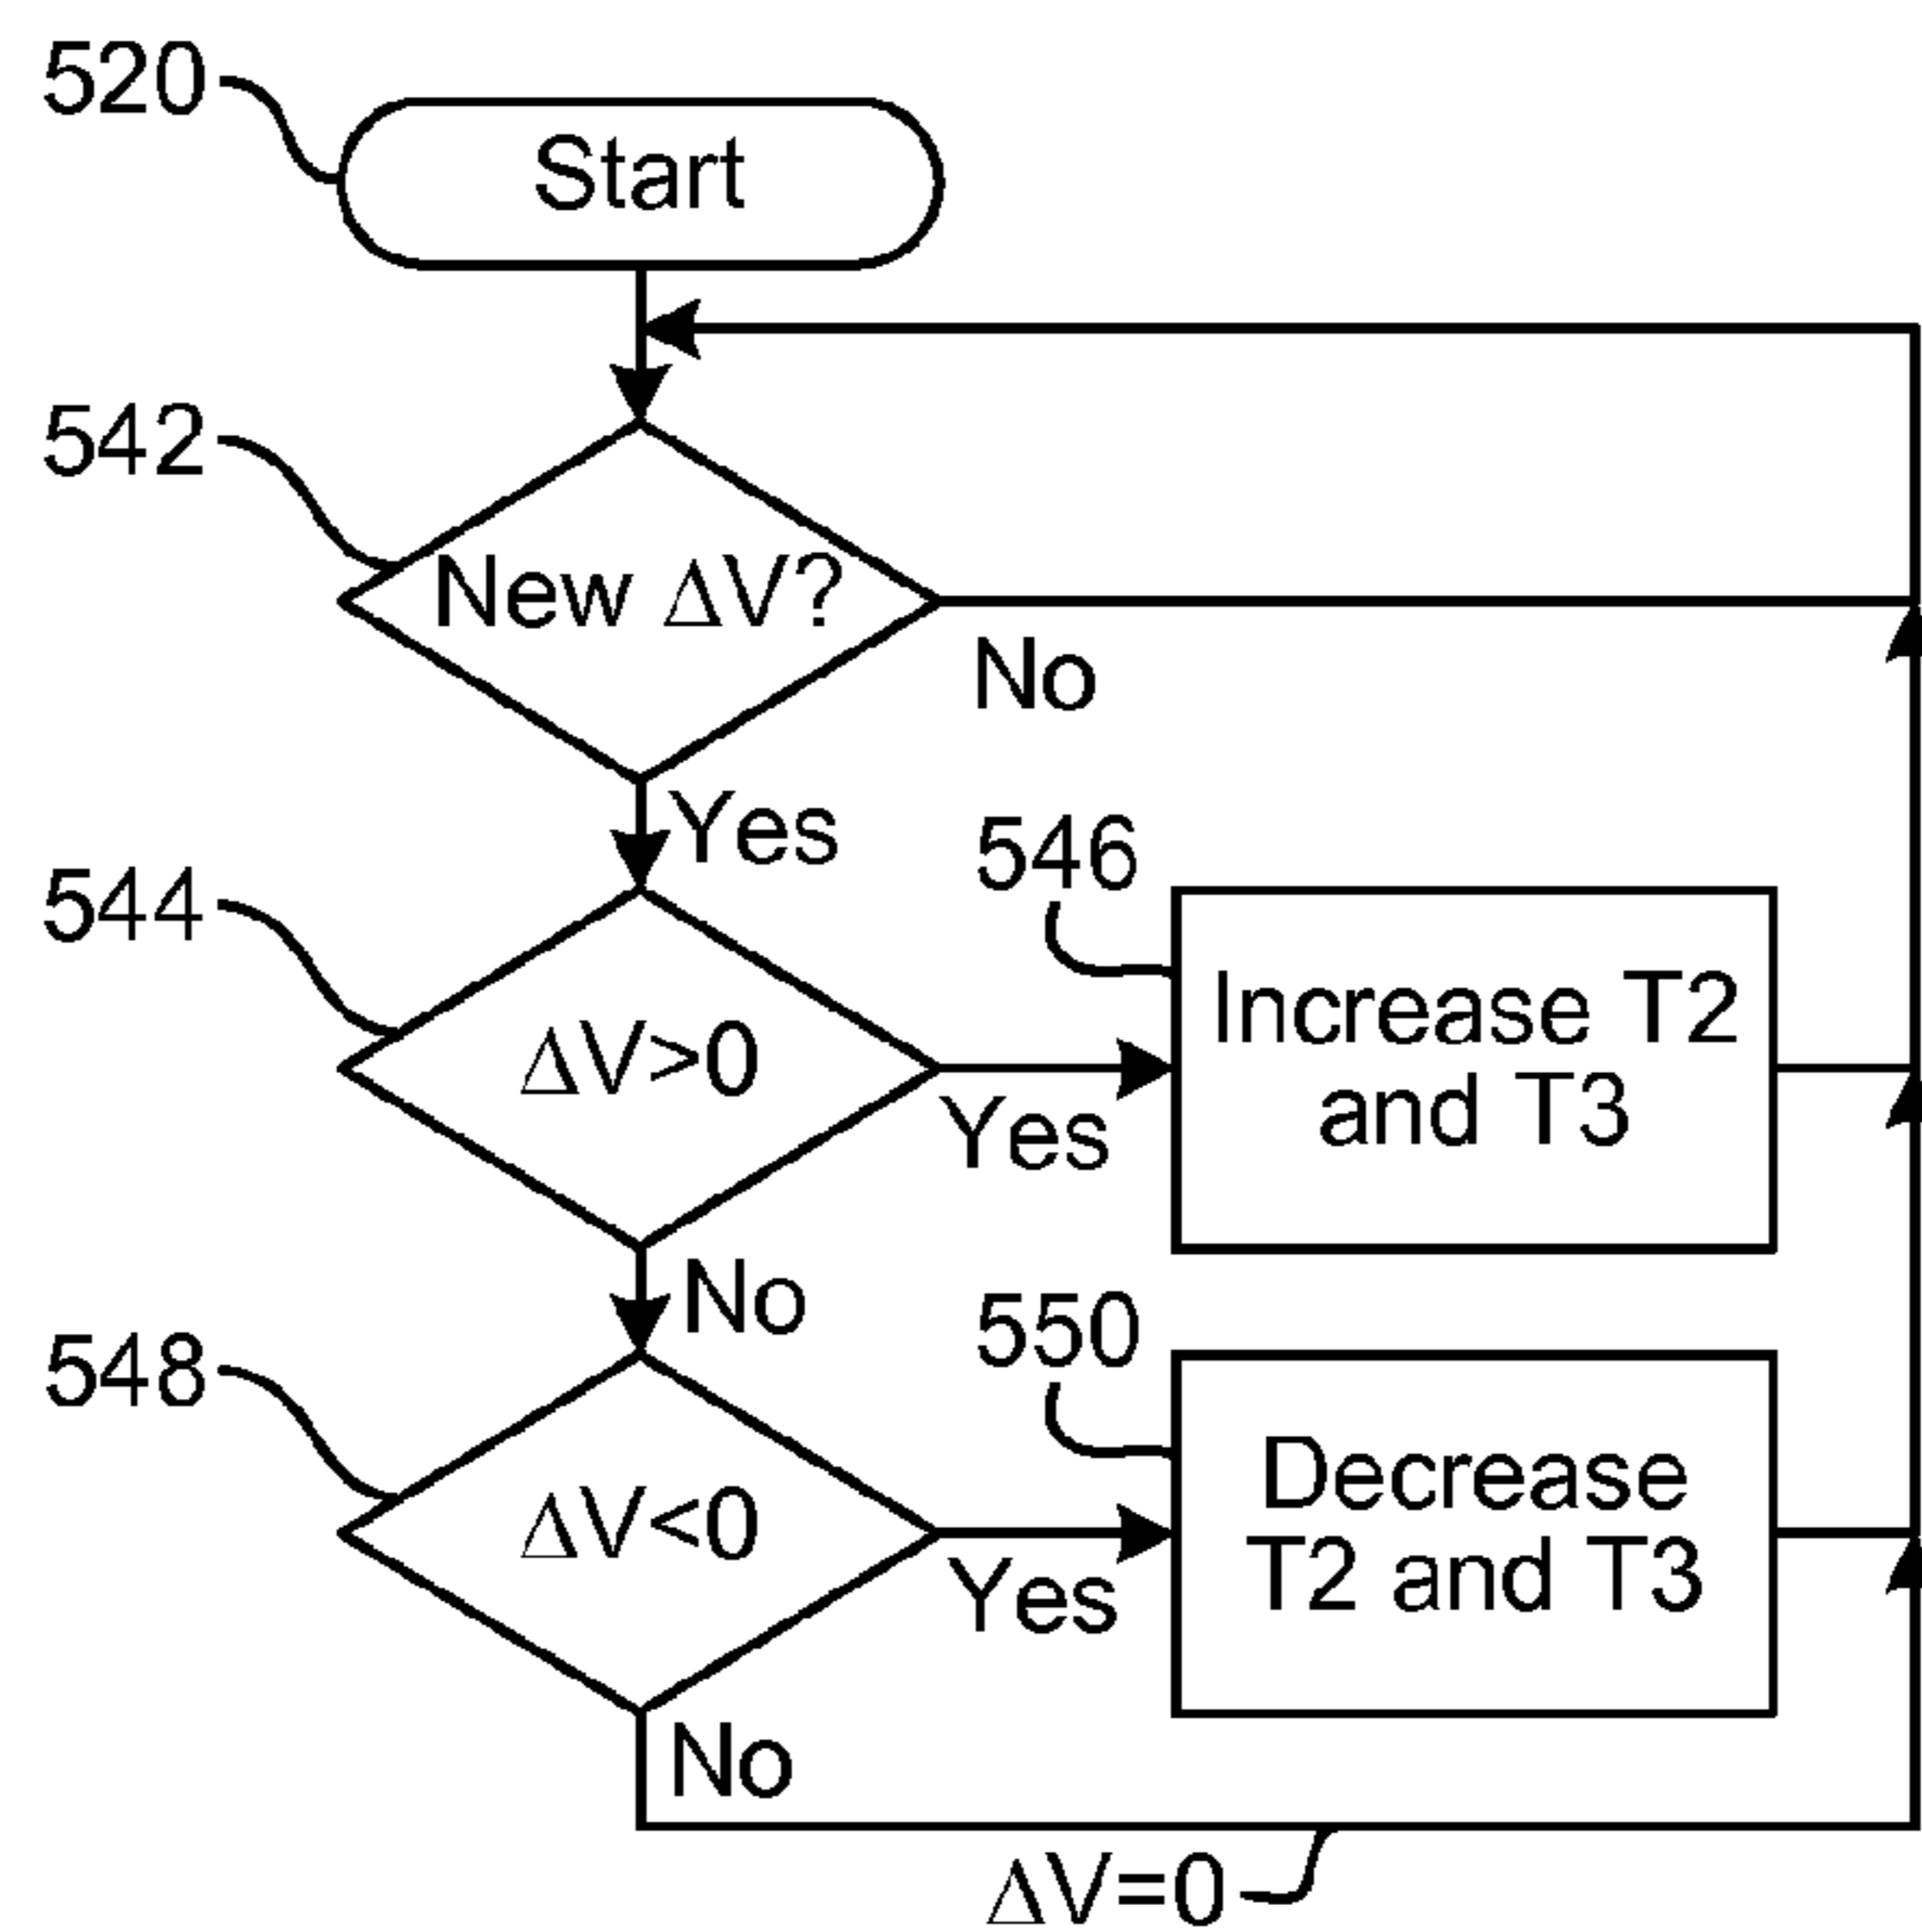 520
Start
542
New ΔV?
No
Yes
546
544
Increase T2
and T3
ΔV>0
Yes
No
550
548
Decrease
T2 and T3
ΔV<0
Yes
No
ΔV=0